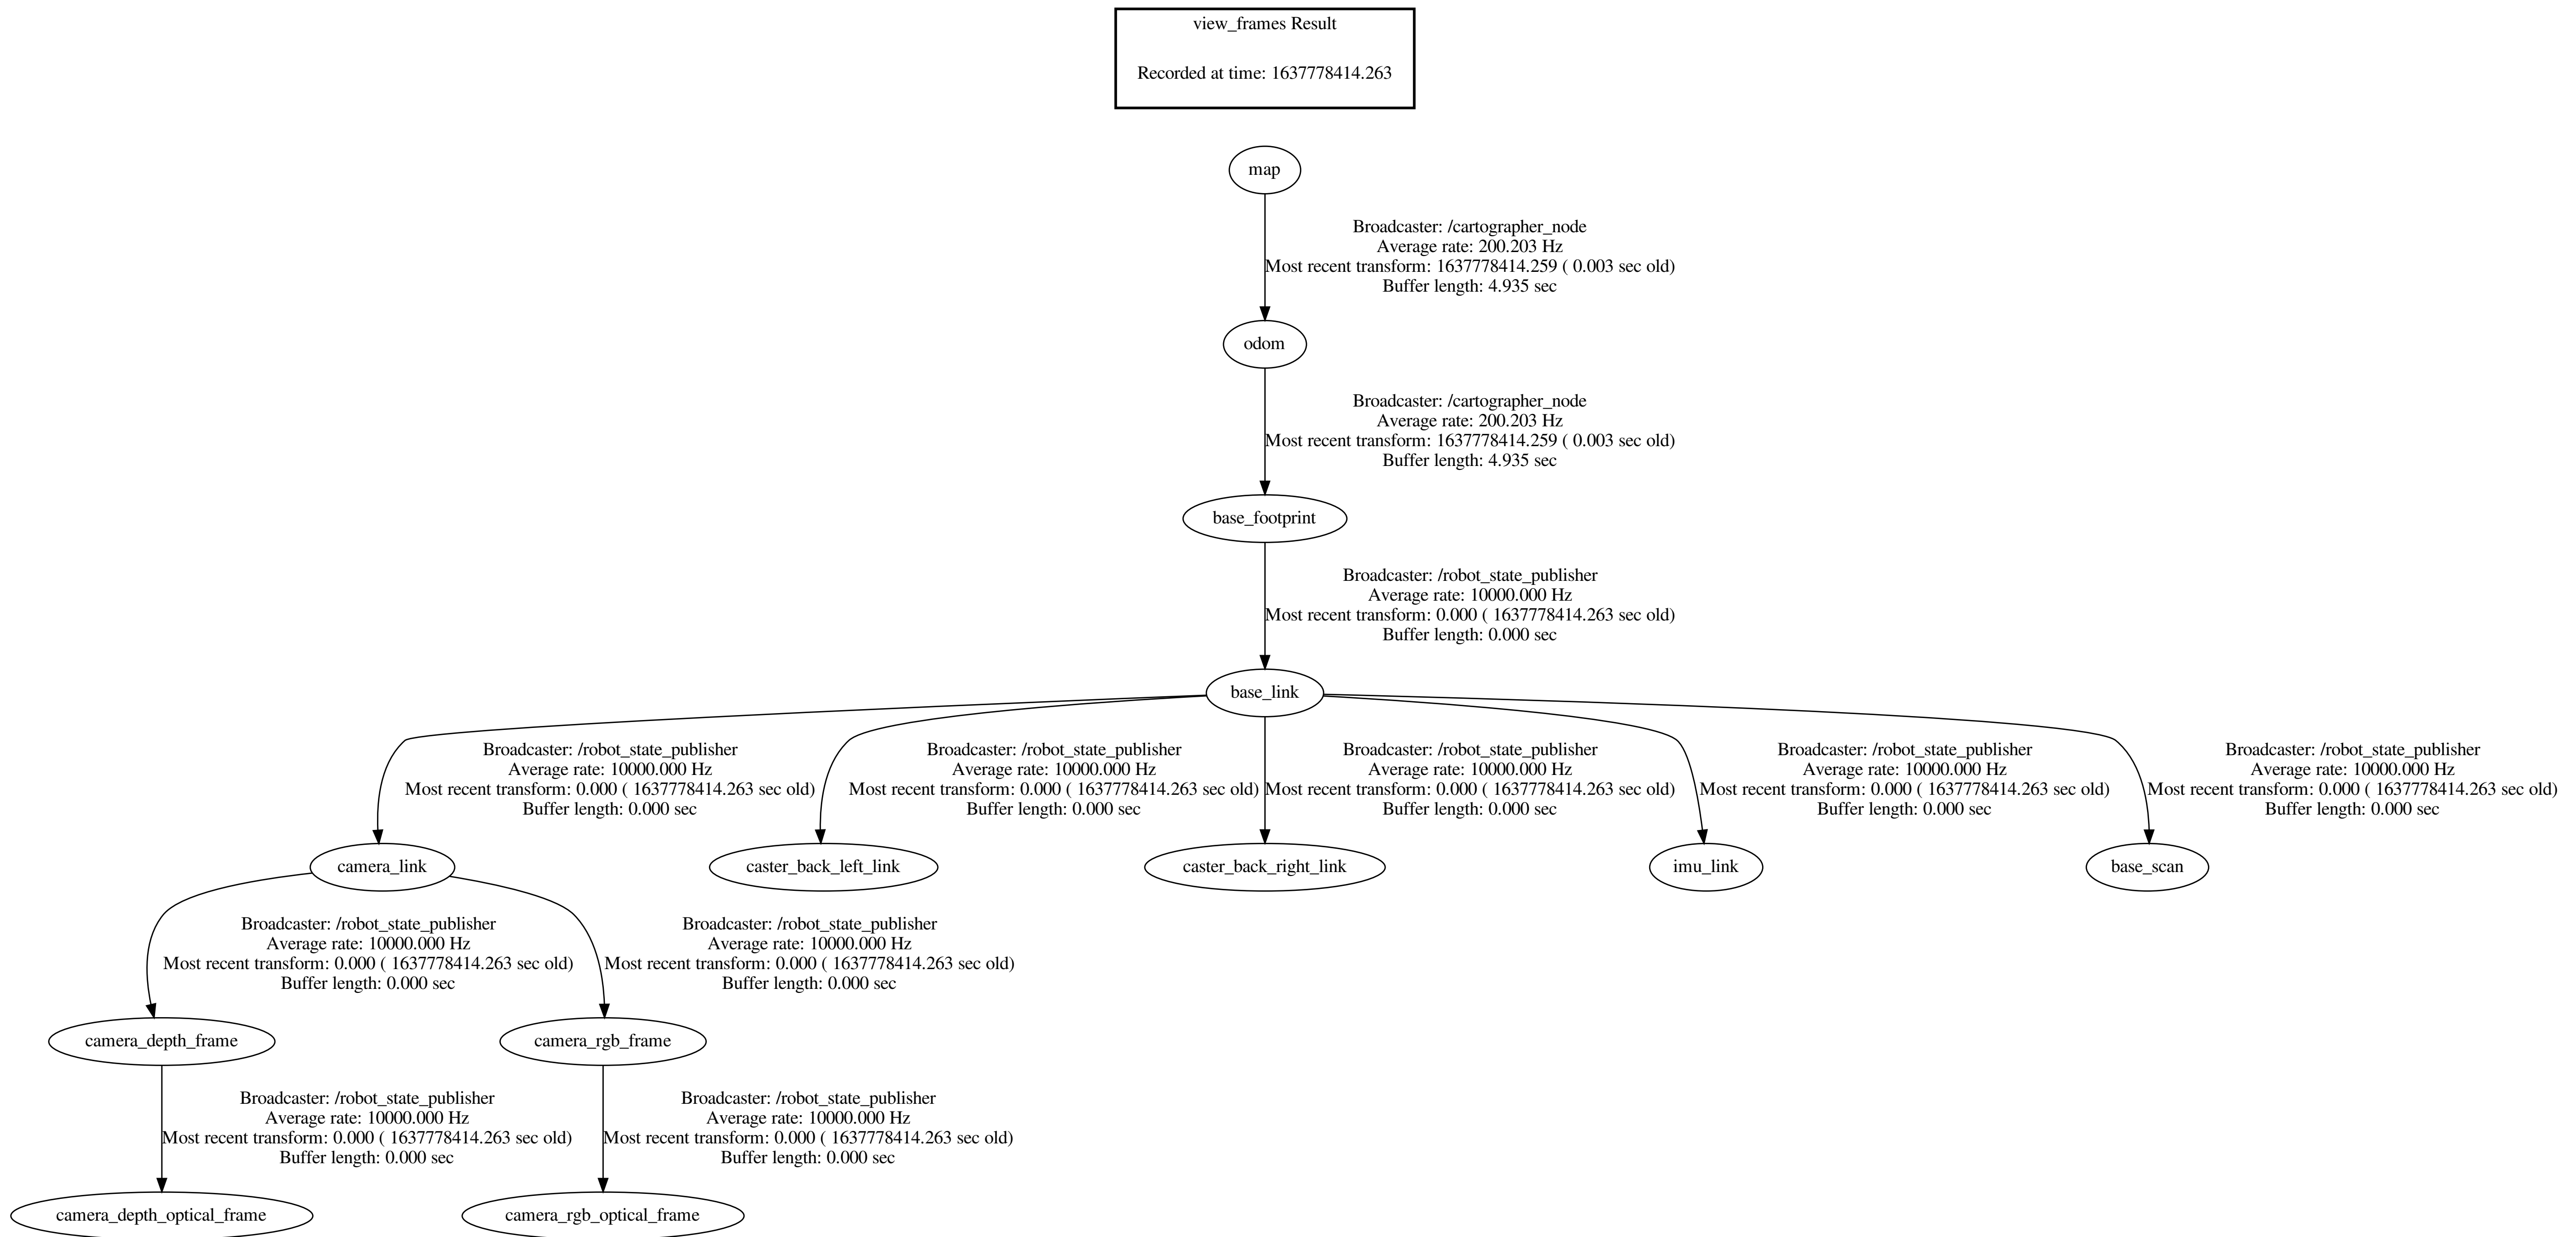 view_frames Result
Recorded at time: 1637778414.263
map
Broadcaster: /cartographer_node
Average rate: 200.203 Hz
Most recent transform: 1637778414.259 ( 0.003 sec old)
Buffer length: 4.935 sec
odom
Broadcaster: /cartographer_node
Average rate: 200.203 Hz
Most recent transform: 1637778414.259 ( 0.003 sec old)
Buffer length: 4.935 sec
base_footprint
Broadcaster: /robot_state_publisher
Average rate: 10000.000 Hz
Most recent transform: 0.000 ( 1637778414.263 sec old)
Buffer length: 0.000 sec
base_link
Broadcaster: /robot_state_publisher
Average rate: 10000.000 Hz
Most recent transform: 0.000 ( 1637778414.263 sec old)
Buffer length: 0.000 sec
Broadcaster: /robot_state_publisher
Average rate: 10000.000 Hz
Most recent transform: 0.000 ( 1637778414.263 sec old)
Buffer length: 0.000 sec
Broadcaster: /robot_state_publisher
Average rate: 10000.000 Hz
Most recent transform: 0.000 ( 1637778414.263 sec old)
Buffer length: 0.000 sec
Broadcaster: /robot_state_publisher
Average rate: 10000.000 Hz
Most recent transform: 0.000 ( 1637778414.263 sec old)
Buffer length: 0.000 sec
Broadcaster: /robot_state_publisher
Average rate: 10000.000 Hz
Most recent transform: 0.000 ( 1637778414.263 sec old)
Buffer length: 0.000 sec
camera_link
caster_back_left_link
caster_back_right_link
imu_link
base_scan
Broadcaster: /robot_state_publisher
Average rate: 10000.000 Hz
Most recent transform: 0.000 ( 1637778414.263 sec old)
Buffer length: 0.000 sec
Broadcaster: /robot_state_publisher
Average rate: 10000.000 Hz
Most recent transform: 0.000 ( 1637778414.263 sec old)
Buffer length: 0.000 sec
camera_depth_frame
camera_rgb_frame
Broadcaster: /robot_state_publisher
Average rate: 10000.000 Hz
Most recent transform: 0.000 ( 1637778414.263 sec old)
Buffer length: 0.000 sec
Broadcaster: /robot_state_publisher
Average rate: 10000.000 Hz
Most recent transform: 0.000 ( 1637778414.263 sec old)
Buffer length: 0.000 sec
camera_depth_optical_frame
camera_rgb_optical_frame